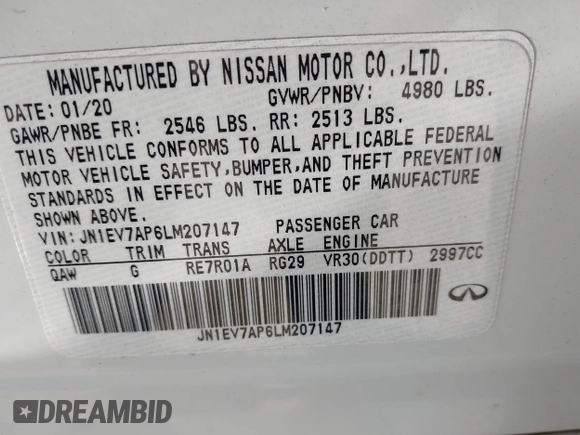 MANUFACTURED BY NISSAN MOTOR CO.,LTD.
DATE: 01/20 GVWR/PNBV: 4980 LBS.
GAWR/PNBE FR: 2546 LBS. RR: 2513 LBS.
THIS VEHICLE CONFORMS TO ALL APPLICABLE FEDERAL
MOTOR VEHICLE SAFETY,BUMPER,AND THEFT PREVENTION
STANDARDS IN EFFECT ON THE DATE OF MANUFACTURE
SHOWN ABOVE.
VIN: JN1EV7AP6LM207147 PASSENGER CAR
COLOR TRIM TRANS AXLE ENGINE
QAW G RE7R01A RG29 VR30(DDTT) 2997CC
JN1EV7AP6LM207147
INFINITI
DREAMBID